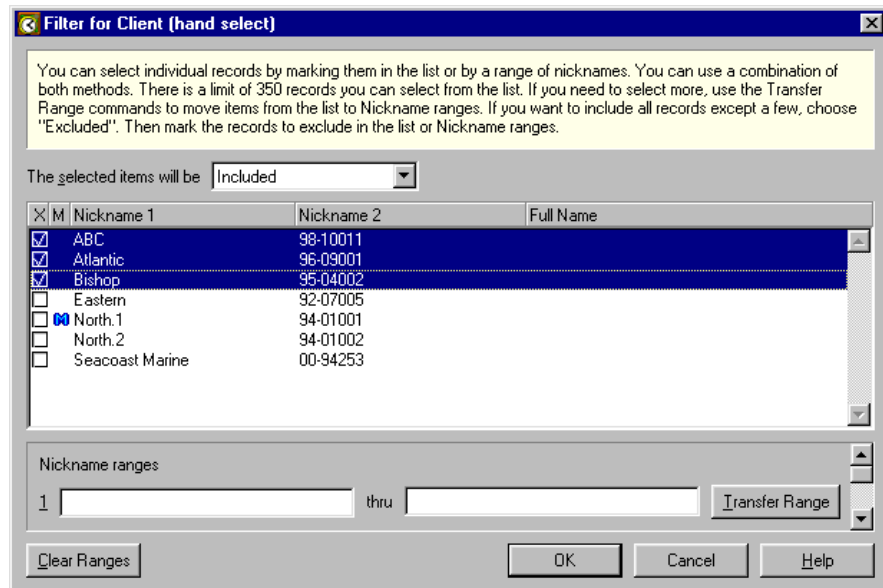 Filter for Client (hand select)
You can select individual records by marking them in the list or by a range of nicknames. You can use a combination of
both methods. There is a limit of 350 records you can select from the list. If you need to select more, use the Transfer
Range commands to move items from the list to Nickname ranges. If you want to include all records except a few, choose
"Excluded". Then mark the records to exclude in the list or Nickname ranges.
The selected items will be Included
X M Nickname 1 Nickname 2 Full Name
ABC 98-10011
Atlantic 96-09001
Bishop 95-04002
Eastern 92-07005
M North.1 94-01001
North.2 94-01002
Seacoast Marine 00-94253
Nickname ranges
1 thru Transfer Range
Clear Ranges OK Cancel Help